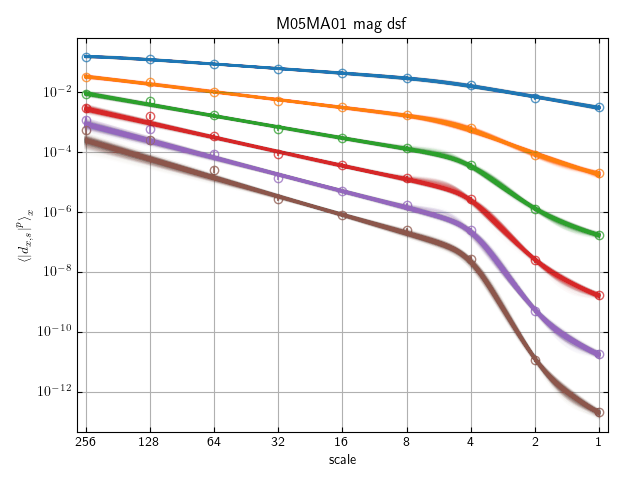 M05MA01 mag dsf
⟨|d_{x,s}|^p⟩_x
10^{−2}
10^{−4}
10^{−6}
10^{−8}
10^{−10}
10^{−12}
256 128 64 32 16 8 4 2 1
scale